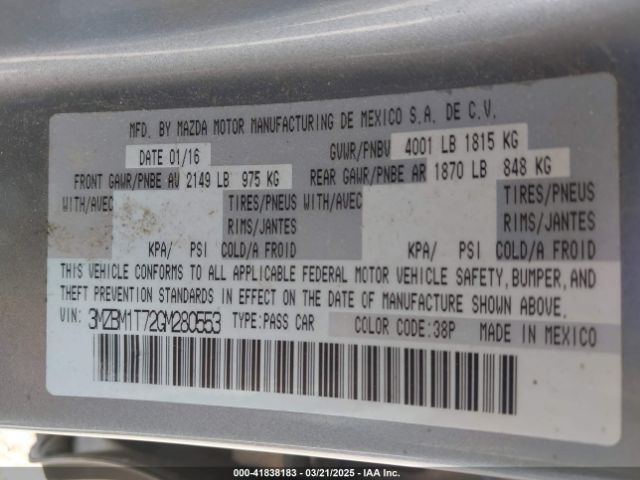 MFD. BY MAZDA MOTOR MANUFACTURING DE MEXICO S.A. DE C.V.
DATE 01/16 GVWR/PNBV 4001 LB 1815 KG
FRONT GAWR/PNBE AV 2149 LB 975 KG REAR GAWR/PNBE AR 1870 LB 848 KG
WITH/AVEC TIRES/PNEUS WITH/AVEC TIRES/PNEUS
RIMS/JANTES RIMS/JANTES
KPA/ PSI COLD/A FROID KPA/ PSI COLD/A FROID
THIS VEHICLE CONFORMS TO ALL APPLICABLE FEDERAL MOTOR VEHICLE SAFETY, BUMPER, AND
THEFT PREVENTION STANDARDS IN EFFECT ON THE DATE OF MANUFACTURE SHOWN ABOVE.
VIN: 3MZBM1T72GM280553 TYPE:PASS CAR COLOR CODE:38P MADE IN MEXICO
000-41838183 — 03/21/2025 — IAA Inc.